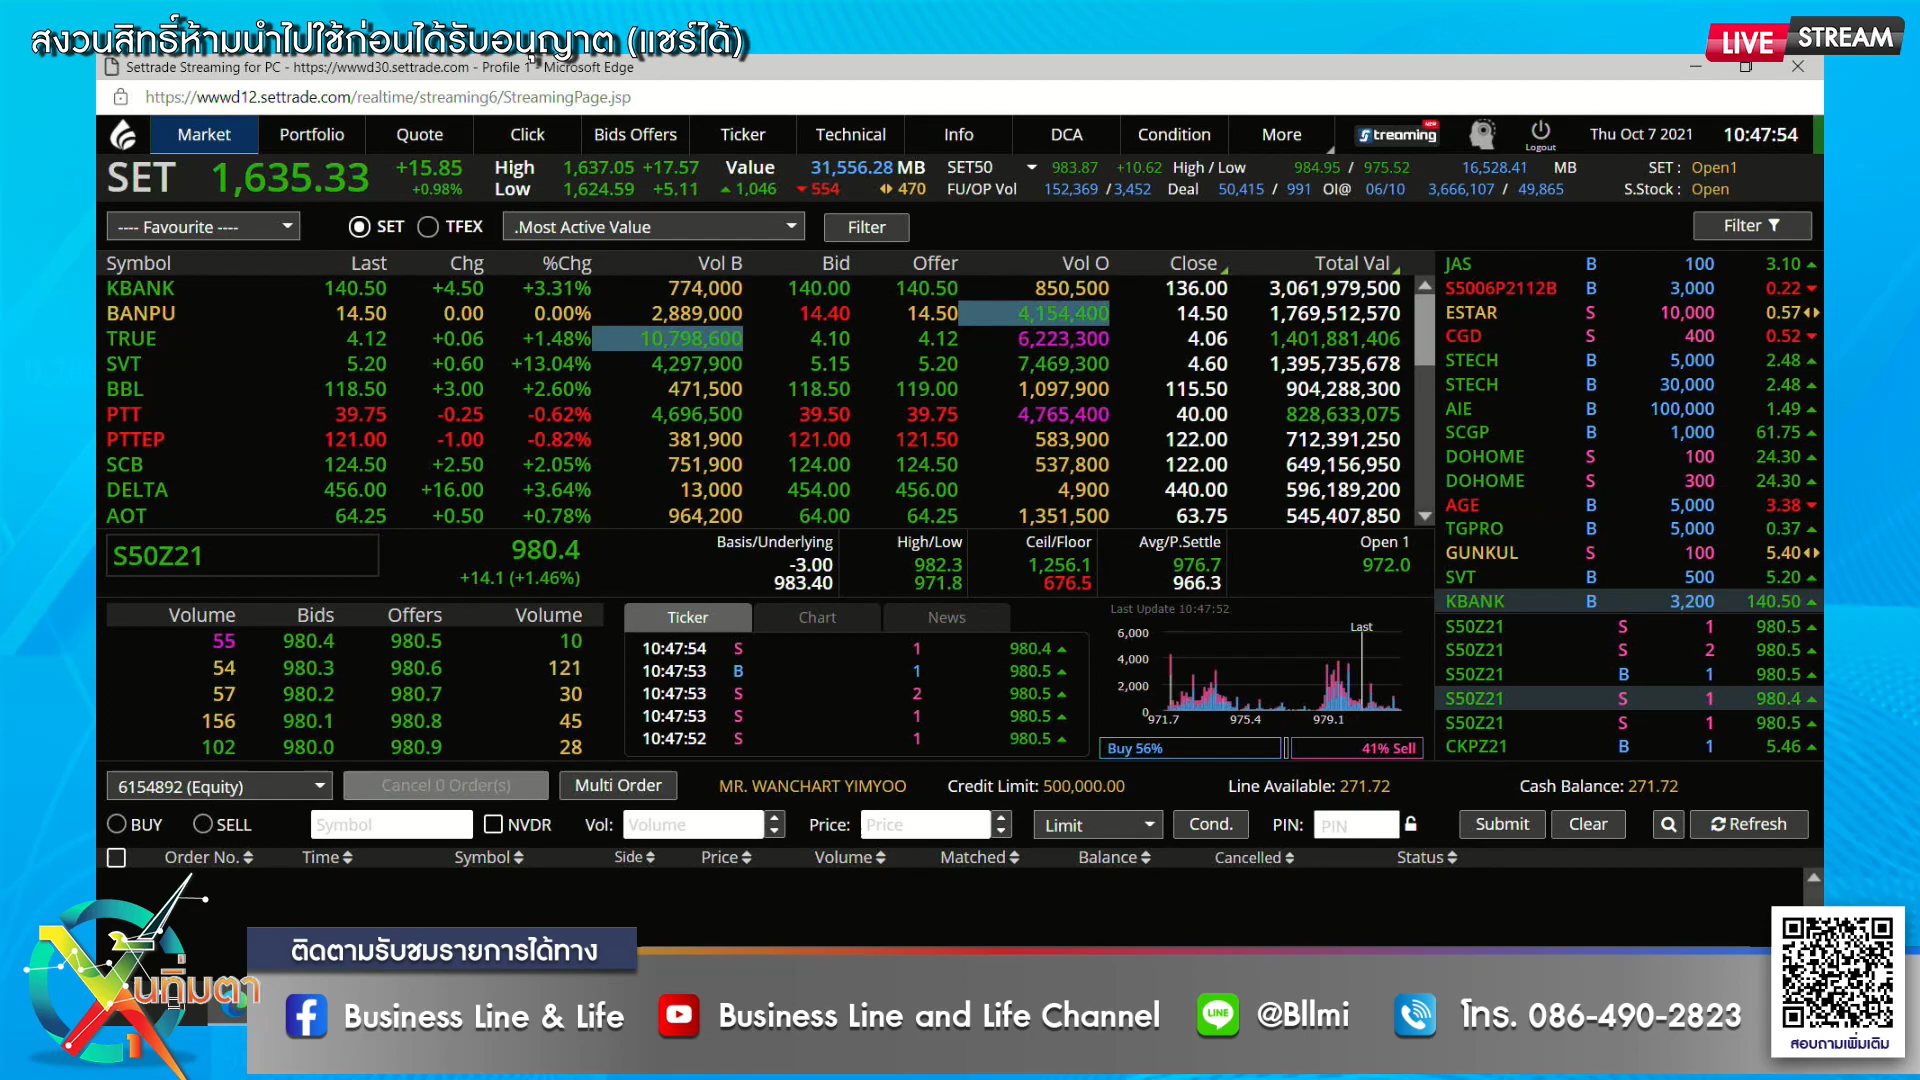 สงวนสิทธิ์ห้ามนำไปใช้ก่อนได้รับอนุญาต (แชร์ได้)
LIVE STREAM
Settrade Streaming for PC - https://wwwd30.settrade.com - Profile 1 - Microsoft Edge
https://wwwd12.settrade.com/realtime/streaming6/StreamingPage.jsp
Market Portfolio Quote Click Bids Offers Ticker Technical Info DCA Condition More Streaming NEW Logout Thu Oct 7 2021 10:47:54
SET 1,635.33 +15.85 High 1,637.05 +17.57 Value 31,556.28 MB SET50 983.87 +10.62 High / Low 984.95 / 975.52 16,528.41 MB SET : Open1
+0.98% Low 1,624.59 +5.11 1,046 554 470 FU/OP Vol 152,369 / 3,452 Deal 50,415 / 991 OI@ 06/10 3,666,107 / 49,865 S.Stock : Open
---- Favourite ---- SET TFEX .Most Active Value Filter Filter
Symbol Last Chg %Chg Vol B Bid Offer Vol O Close Total Val
KBANK 140.50 +4.50 +3.31% 774,000 140.00 140.50 850,500 136.00 3,061,979,500
BANPU 14.50 0.00 0.00% 2,889,000 14.40 14.50 4,154,400 14.50 1,769,512,570
TRUE 4.12 +0.06 +1.48% 10,798,600 4.10 4.12 6,223,300 4.06 1,401,881,406
SVT 5.20 +0.60 +13.04% 4,297,900 5.15 5.20 7,469,300 4.60 1,395,735,678
BBL 118.50 +3.00 +2.60% 471,500 118.50 119.00 1,097,900 115.50 904,288,300
PTT 39.75 -0.25 -0.62% 4,696,500 39.50 39.75 4,765,400 40.00 828,633,075
PTTEP 121.00 -1.00 -0.82% 381,900 121.00 121.50 583,900 122.00 712,391,250
SCB 124.50 +2.50 +2.05% 751,900 124.00 124.50 537,800 122.00 649,156,950
DELTA 456.00 +16.00 +3.64% 13,000 454.00 456.00 4,900 440.00 596,189,200
AOT 64.25 +0.50 +0.78% 964,200 64.00 64.25 1,351,500 63.75 545,407,850
JAS B 100 3.10
S5006P2112B B 3,000 0.22
ESTAR S 10,000 0.57
CGD S 400 0.52
STECH B 5,000 2.48
STECH B 30,000 2.48
AIE B 100,000 1.49
SCGP B 1,000 61.75
DOHOME S 100 24.30
DOHOME S 300 24.30
AGE B 5,000 3.38
TGPRO B 5,000 0.37
GUNKUL S 100 5.40
SVT B 500 5.20
KBANK B 3,200 140.50
S50Z21 S 1 980.5
S50Z21 S 2 980.5
S50Z21 B 1 980.5
S50Z21 S 1 980.4
S50Z21 S 1 980.5
CKPZ21 B 1 5.46
S50Z21 980.4 +14.1 (+1.46%)
Basis/Underlying High/Low Ceil/Floor Avg/P.Settle Open 1
-3.00 982.3 1,256.1 976.7 972.0
983.40 971.8 676.5 966.3
Volume Bids Offers Volume
55 980.4 980.5 10
54 980.3 980.6 121
57 980.2 980.7 30
156 980.1 980.8 45
102 980.0 980.9 28
Ticker Chart News
10:47:54 S 1 980.4
10:47:53 B 1 980.5
10:47:53 S 2 980.5
10:47:53 S 1 980.5
10:47:52 S 1 980.5
Last Update 10:47:52
Last
6,000
4,000
2,000
0
971.7 975.4 979.1
Buy 56% 41% Sell
6154892 (Equity) Cancel 0 Order(s) Multi Order MR. WANCHART YIMYOO Credit Limit: 500,000.00 Line Available: 271.72 Cash Balance: 271.72
BUY SELL Symbol NVDR Vol: Volume Price: Price Limit Cond. PIN: PIN Submit Clear Refresh
Order No. Time Symbol Side Price Volume Matched Balance Cancelled Status
ติดตามรับชมรายการได้ทาง
Business Line & Life Business Line and Life Channel LINE @Bllmi โทร. 086-490-2823
สอบถามเพิ่มเติม